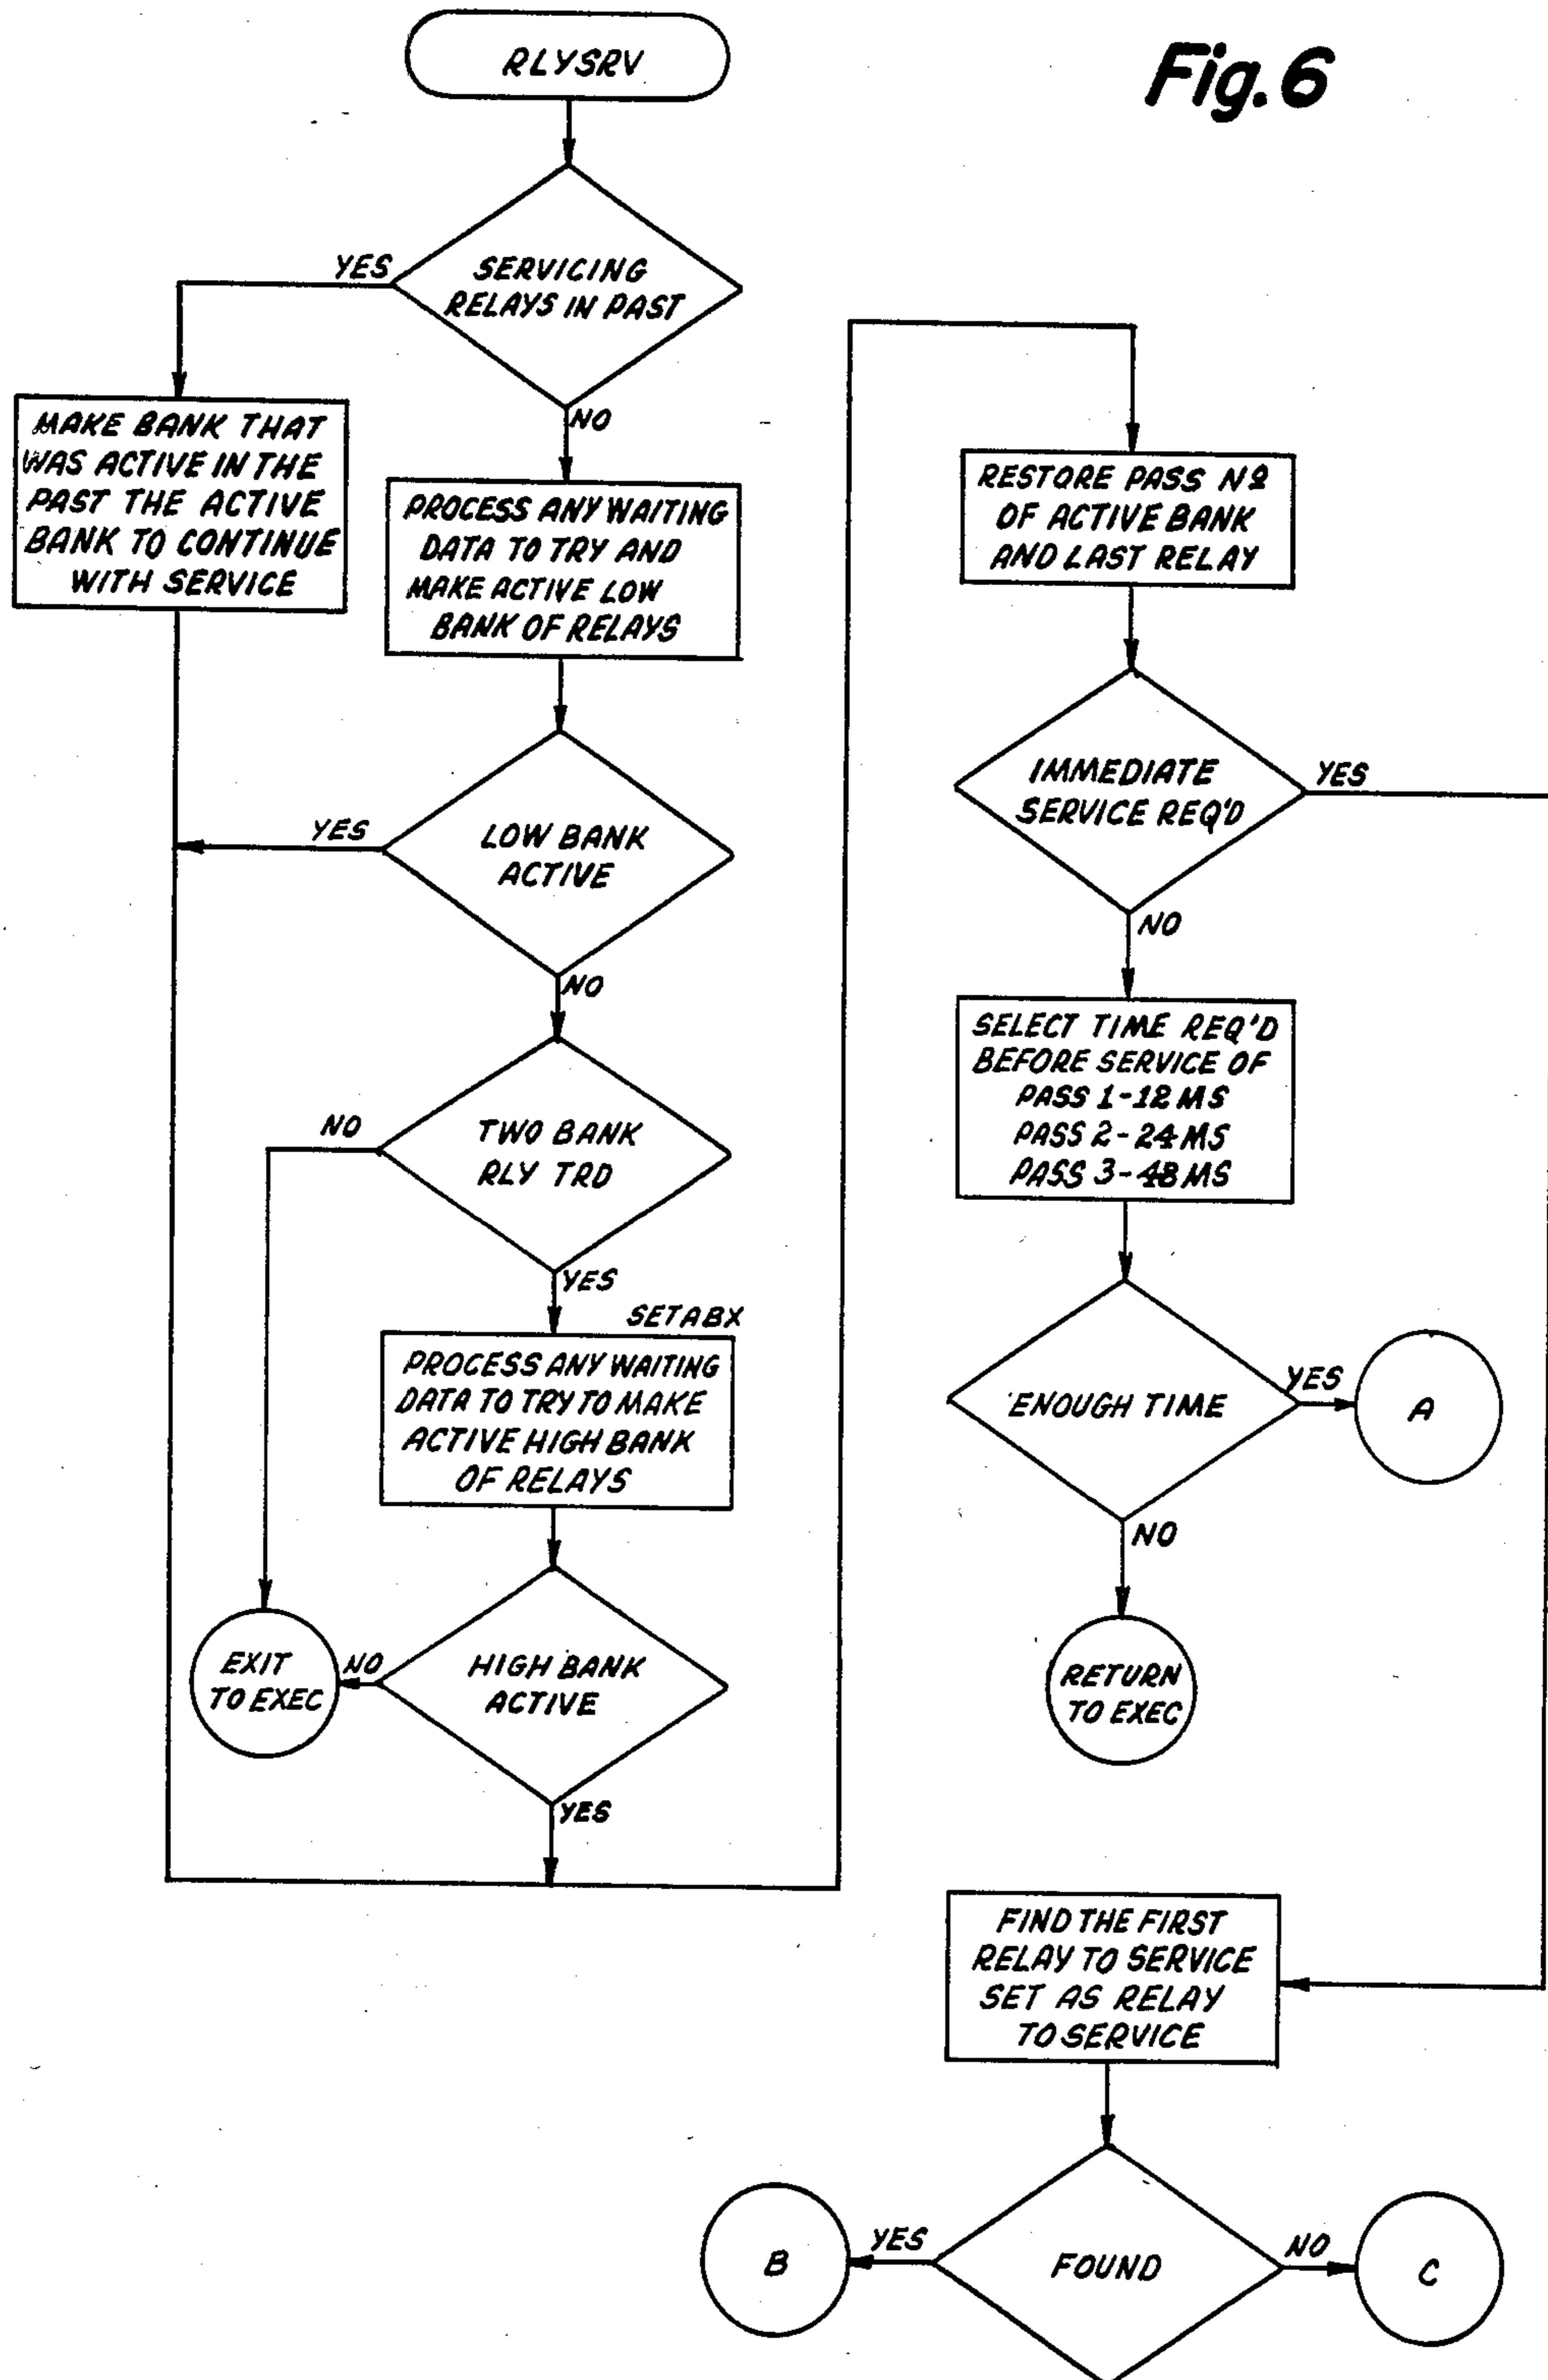 Fig. 6
RLYSRV
SERVICING
RELAYS IN PAST
YES
NO
MAKE BANK THAT
WAS ACTIVE IN THE
PAST THE ACTIVE
BANK TO CONTINUE
WITH SERVICE
PROCESS ANY WAITING
DATA TO TRY AND
MAKE ACTIVE LOW
BANK OF RELAYS
LOW BANK
ACTIVE
YES
NO
TWO BANK
RLY TRD
NO
YES
SETABX
PROCESS ANY WAITING
DATA TO TRY TO MAKE
ACTIVE HIGH BANK
OF RELAYS
HIGH BANK
ACTIVE
NO
EXIT
TO EXEC
YES
RESTORE PASS Nº
OF ACTIVE BANK
AND LAST RELAY
IMMEDIATE
SERVICE REQ'D
YES
NO
SELECT TIME REQ'D
BEFORE SERVICE OF
PASS 1-12 MS
PASS 2-24 MS
PASS 3-48 MS
ENOUGH TIME
YES
A
NO
RETURN
TO EXEC
FIND THE FIRST
RELAY TO SERVICE
SET AS RELAY
TO SERVICE
FOUND
YES
B
NO
C